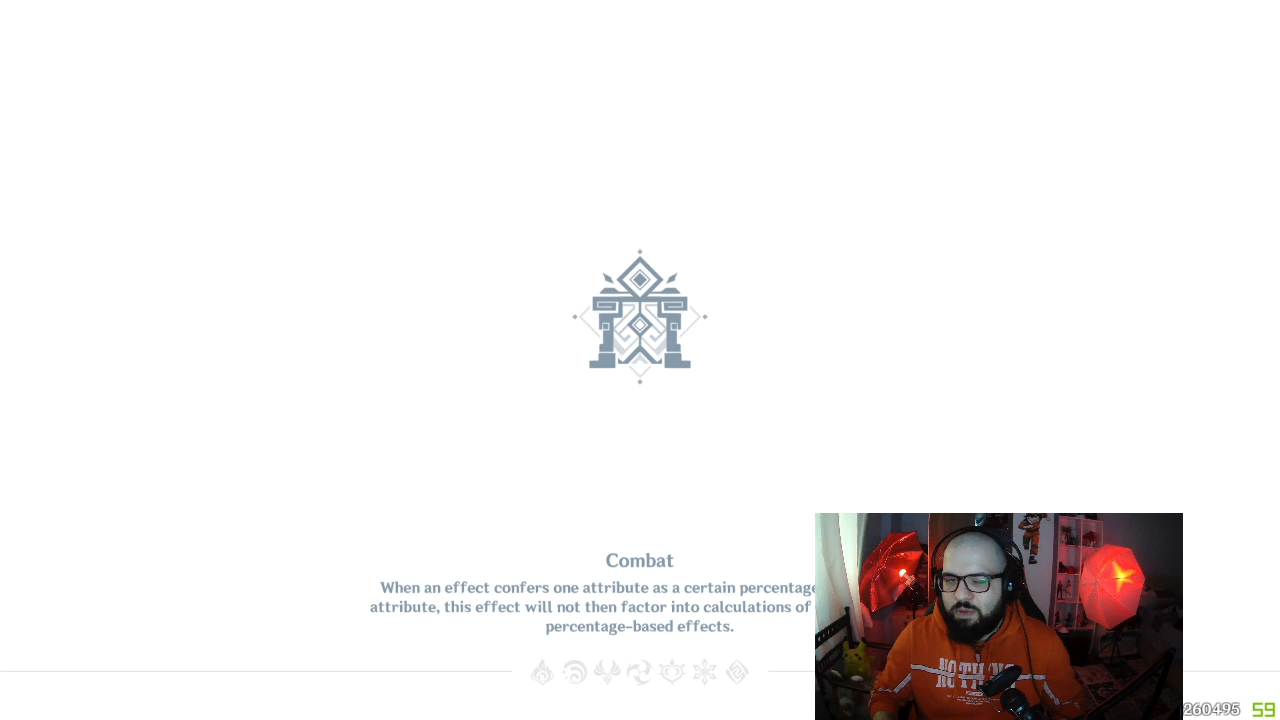 Combat
When an effect confers one attribute as a certain percentage
attribute, this effect will not then factor into calculations of
percentage-based effects.
NOTHING
260495 59